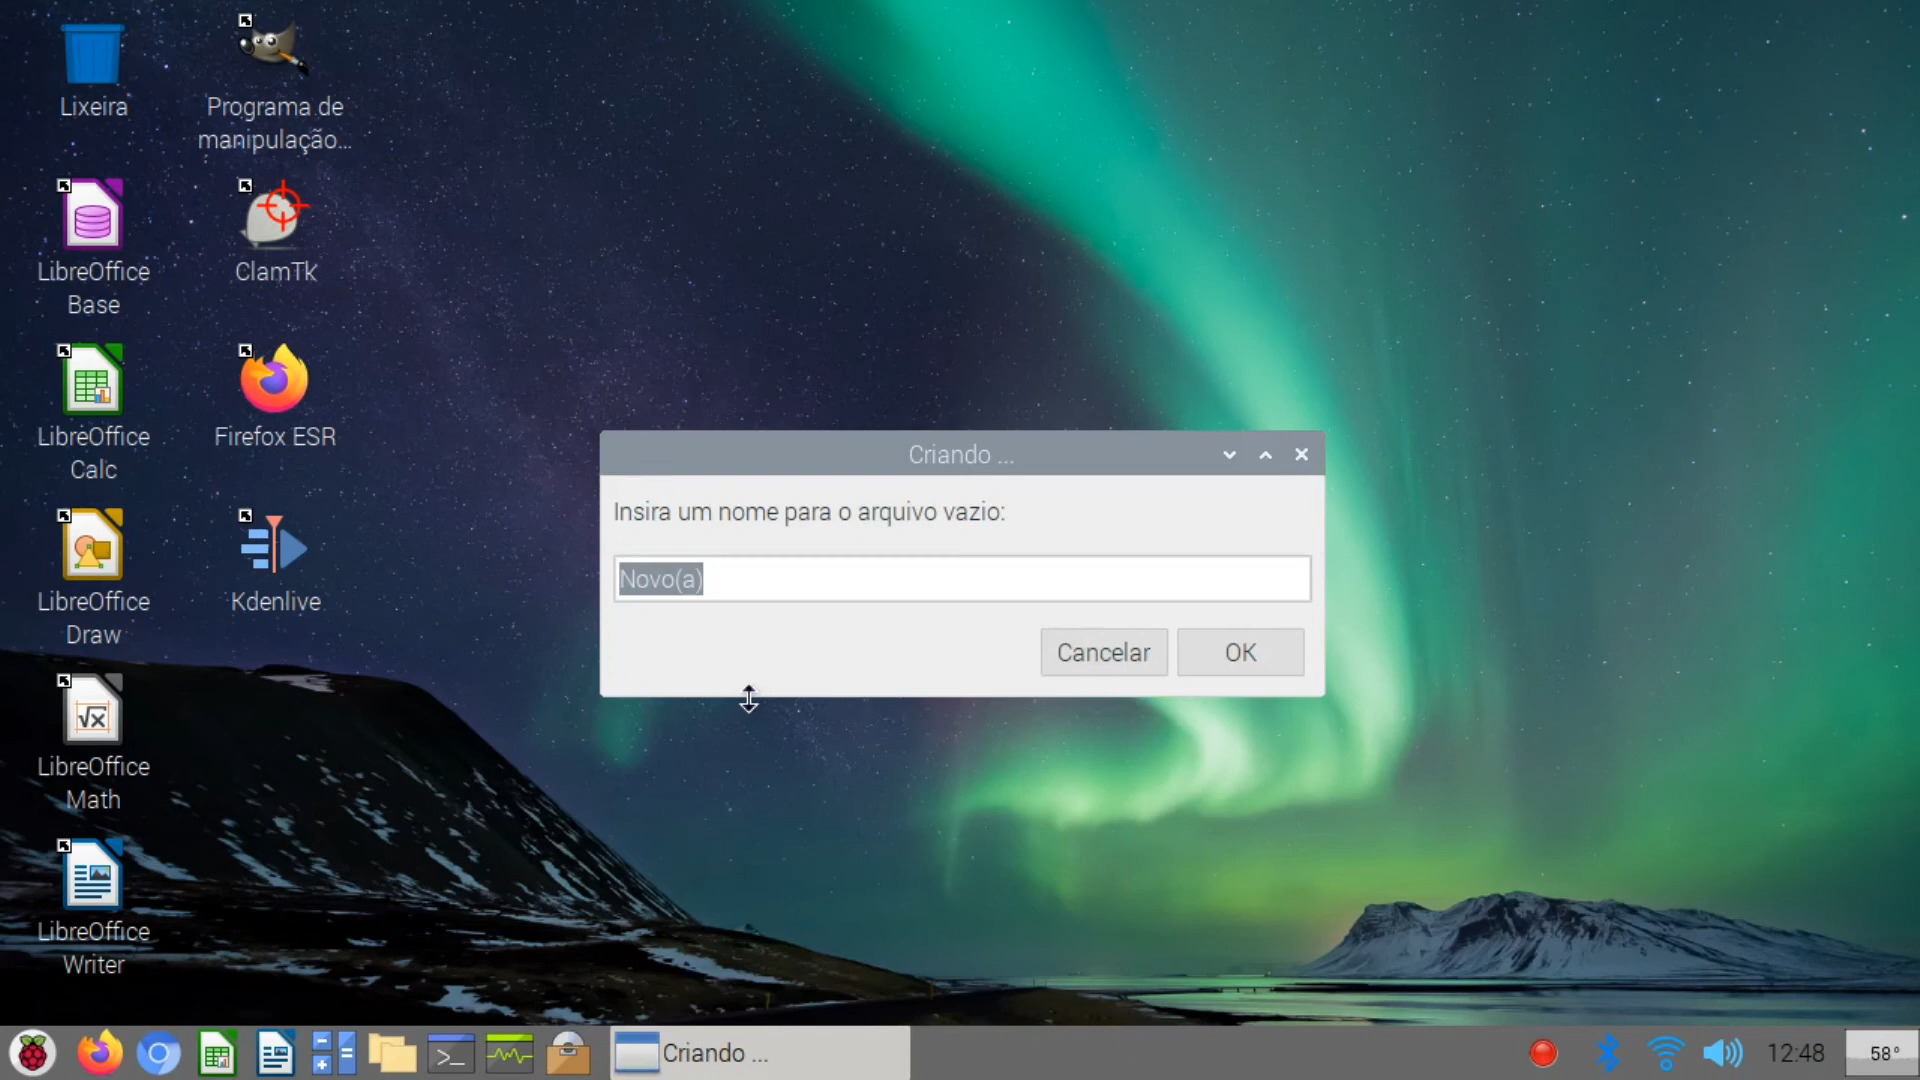 Lixeira
Programa de
manipulação...
LibreOffice
Base
ClamTk
LibreOffice
Calc
Firefox ESR
LibreOffice
Draw
Kdenlive
LibreOffice
Math
LibreOffice
Writer
Criando ...
Insira um nome para o arquivo vazio:
Novo(a)
Cancelar
OK
Criando ...
12:48
58°